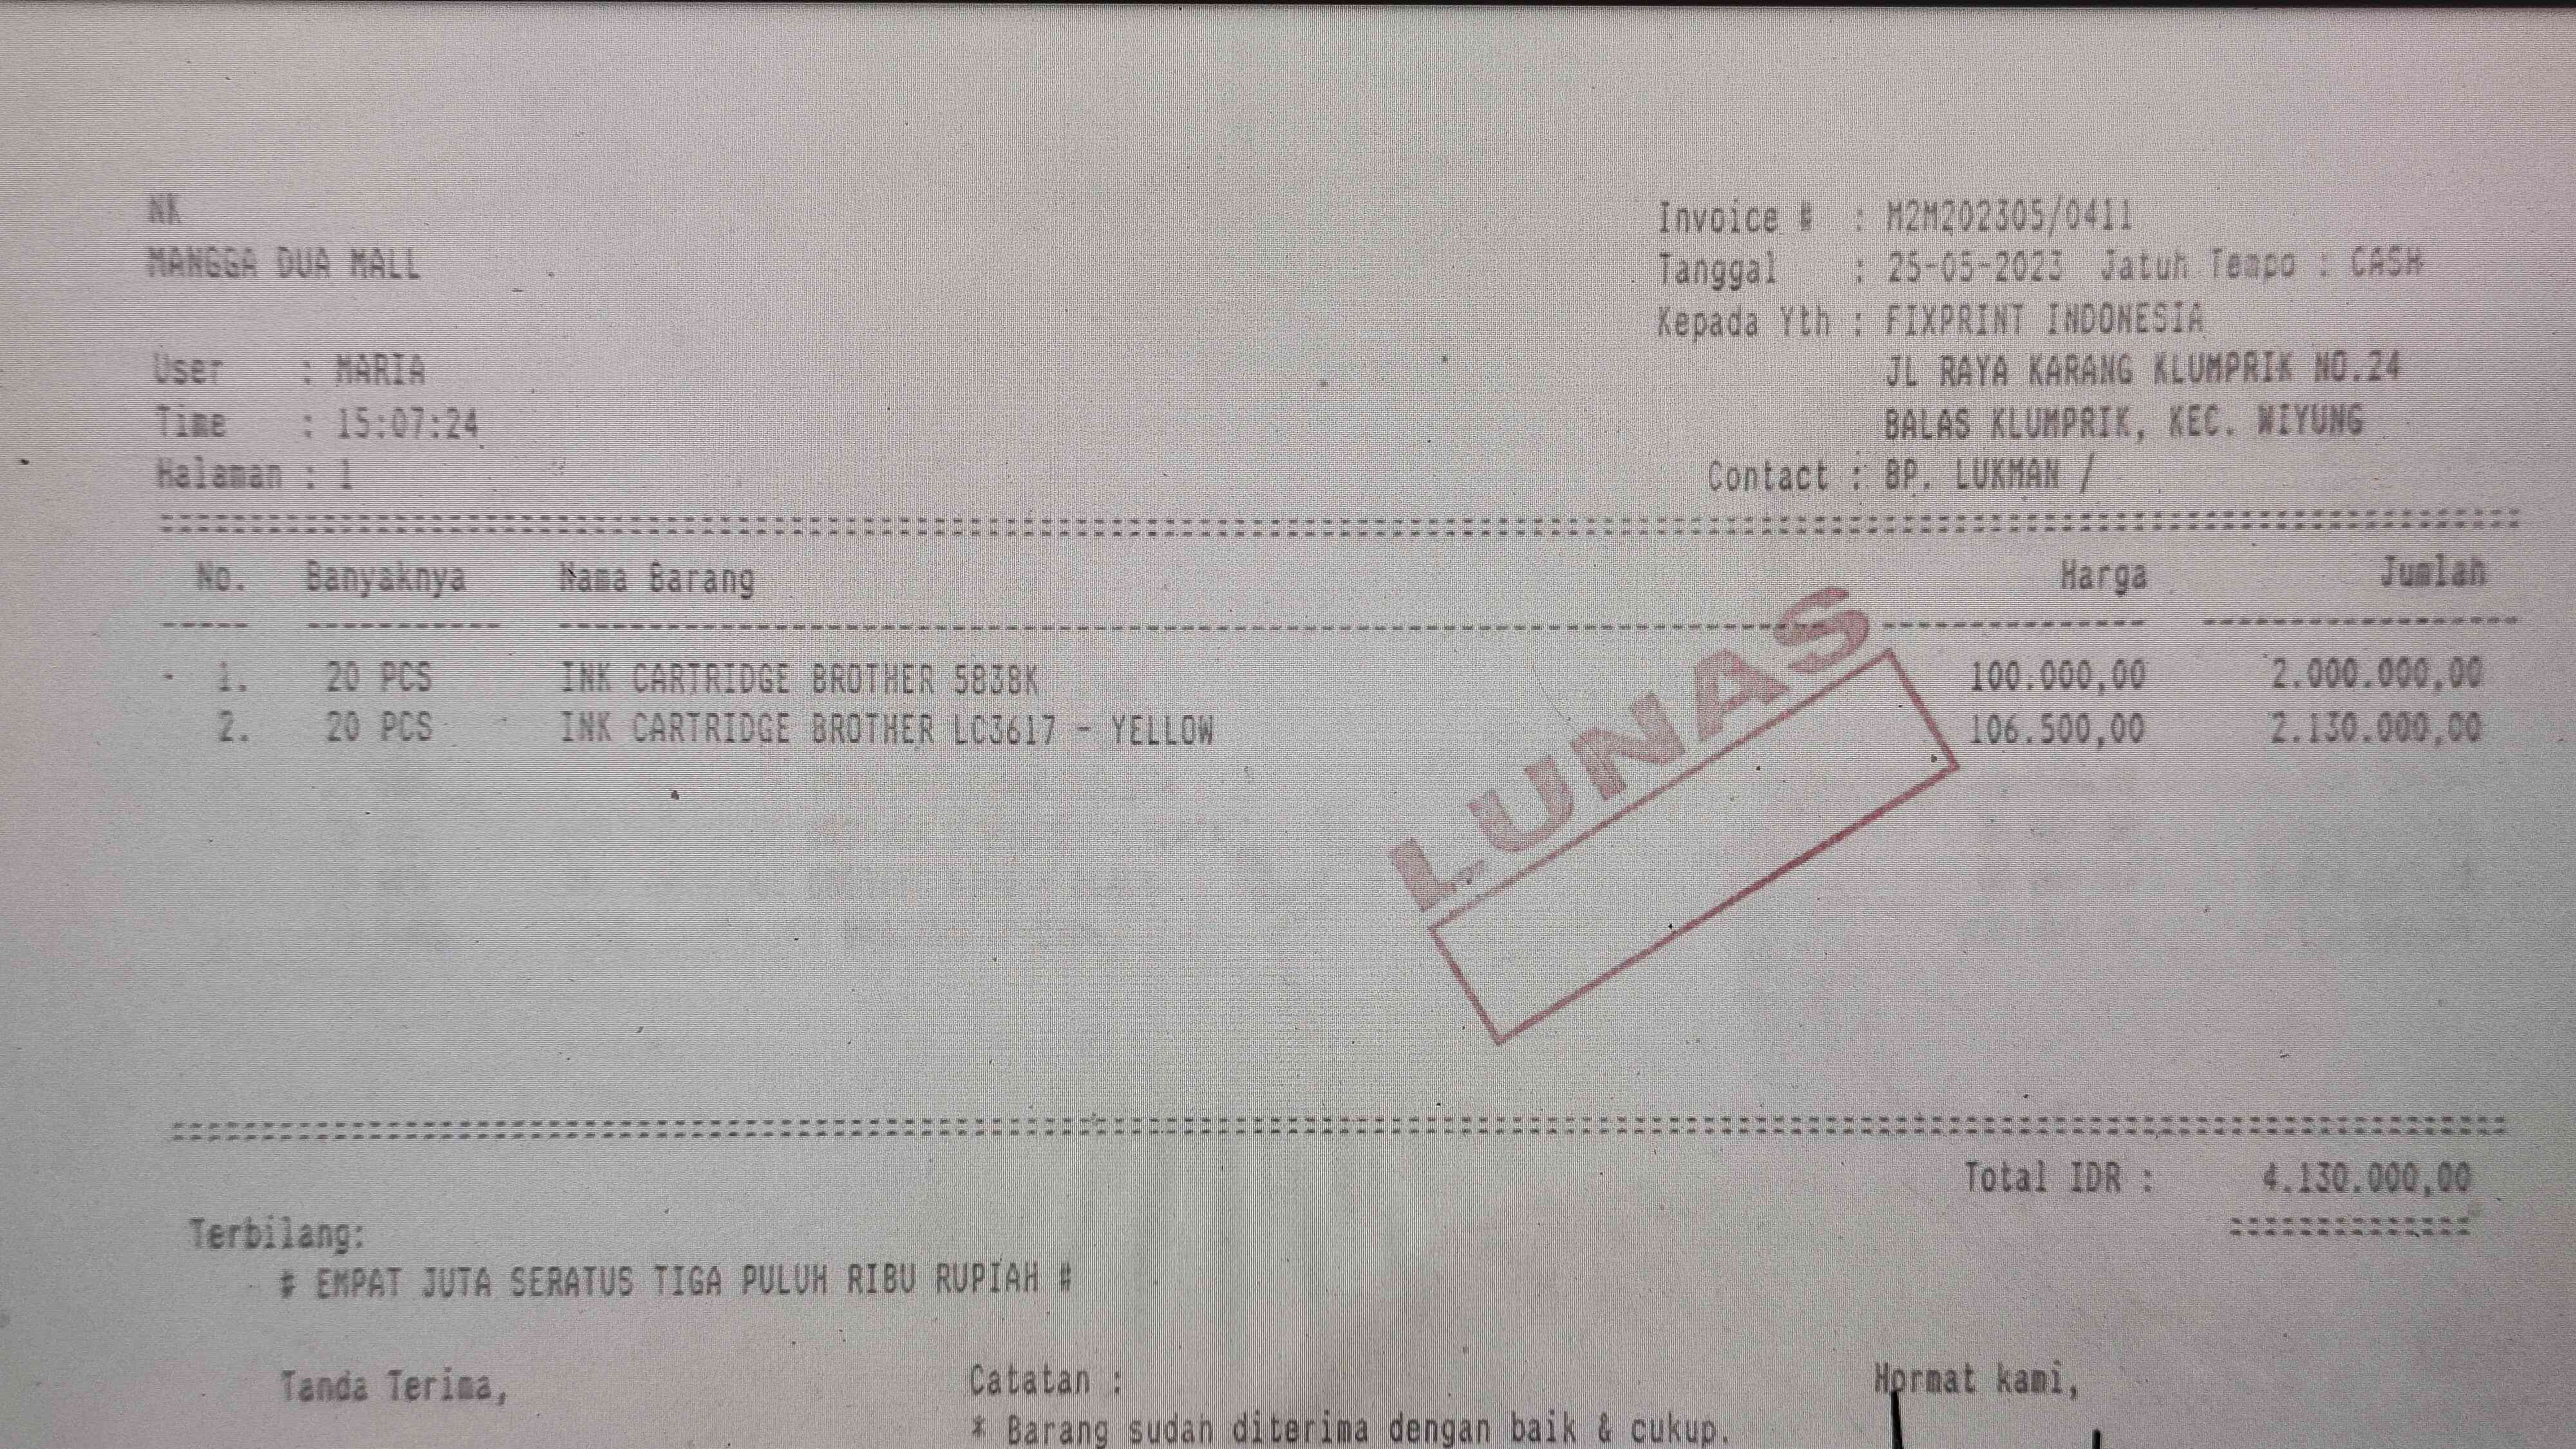 NK
MANGGA DUA MALL
User : MARIA
Time : 15:07:24
Halaman : 1
Invoice # : M2M202305/0411
Tanggal : 25-05-2023 Jatuh Tempo : CASH
Kepada Yth : FIXPRINT INDONESIA
JL RAYA KARANG KLUMPRIK NO.24
BALAS KLUMPRIK, KEC. WIYUNG
Contact : BP. LUKMAN /
No. Banyaknya Nama Barang Harga Jumlah
1. 20 PCS INK CARTRIDGE BROTHER 5838K 100.000,00 2.000.000,00
2. 20 PCS INK CARTRIDGE BROTHER LC3617 - YELLOW 106.500,00 2.130.000,00
LUNAS
Total IDR : 4.130.000,00
Terbilang:
# EMPAT JUTA SERATUS TIGA PULUH RIBU RUPIAH #
Tanda Terima,
Catatan :
* Barang sudah diterima dengan baik & cukup.
Hormat kami,